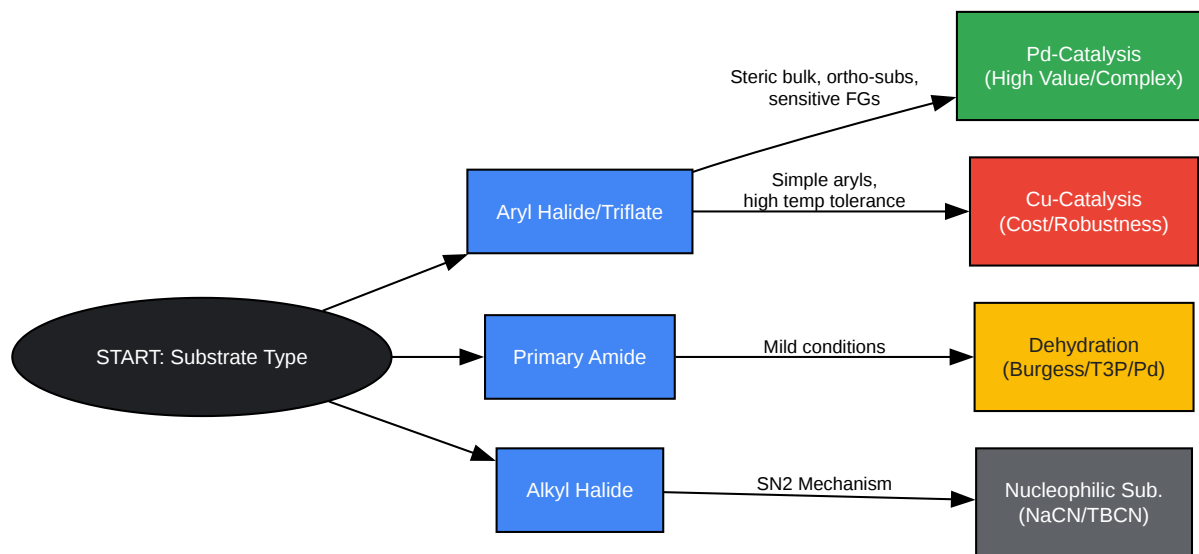 START: Substrate Type
Aryl Halide/Triflate
Steric bulk, ortho-subs,
sensitive FGs
Pd-Catalysis
(High Value/Complex)
Simple aryls,
high temp tolerance
Cu-Catalysis
(Cost/Robustness)
Primary Amide
Mild conditions
Dehydration
(Burgess/T3P/Pd)
Alkyl Halide
SN2 Mechanism
Nucleophilic Sub.
(NaCN/TBCN)